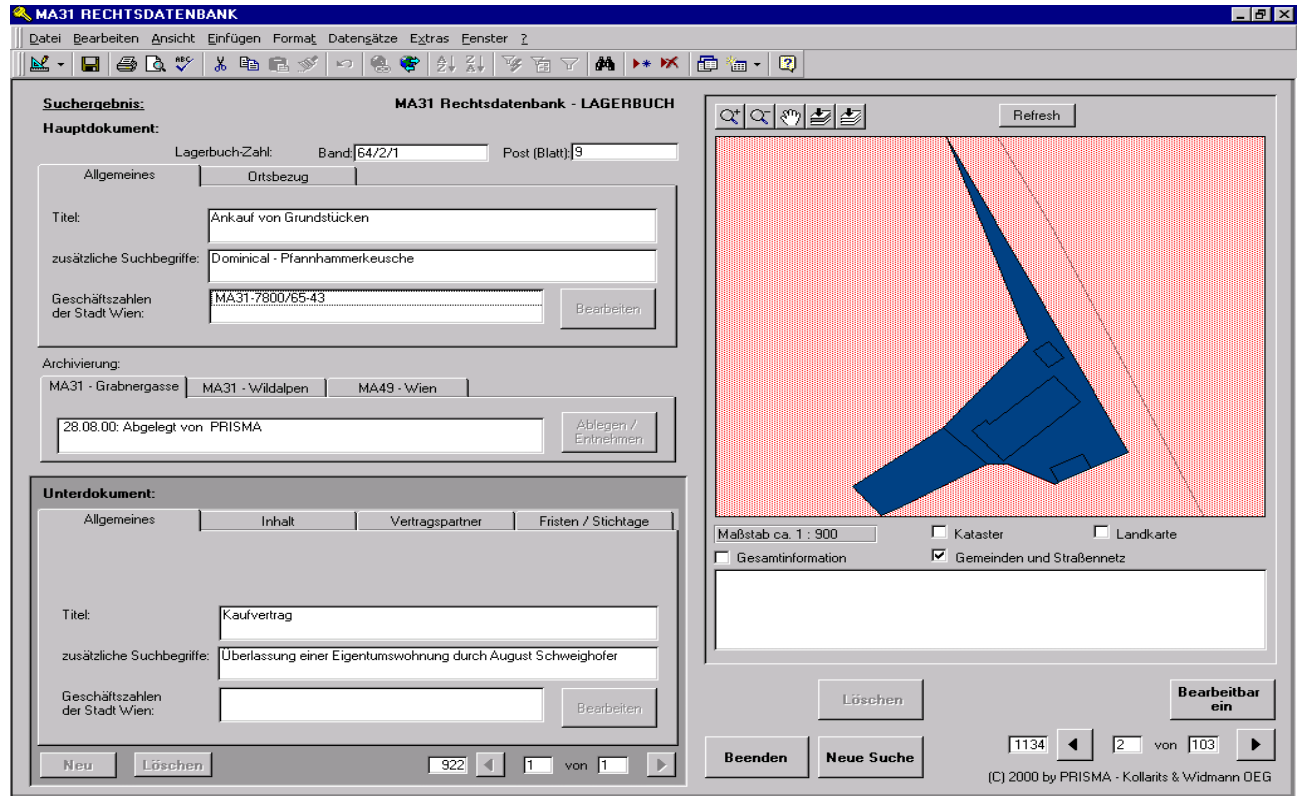 MA31 RECHTSDATENBANK
Datei Bearbeiten Ansicht Einfügen Format Datensätze Extras Fenster ?
Suchergebnis:
MA31 Rechtsdatenbank - LAGERBUCH
Hauptdokument:
Lagerbuch-Zahl: Band: 64/2/1 Post (Blatt): 9
Allgemeines Ortsbezug
Titel: Ankauf von Grundstücken
zusätzliche Suchbegriffe: Dominical - Pfannhammerkeusche
Geschäftszahlen
der Stadt Wien:
MA31-7800/65-43
Bearbeiten
Archivierung:
MA31 - Grabnergasse MA31 - Wildalpen MA49 - Wien
28.08.00: Abgelegt von PRISMA
Ablegen /
Entnehmen
Unterdokument:
Allgemeines Inhalt Vertragspartner Fristen / Stichtage
Titel: Kaufvertrag
zusätzliche Suchbegriffe: Überlassung einer Eigentumswohnung durch August Schweighofer
Geschäftszahlen
der Stadt Wien:
Bearbeiten
Neu Löschen 922 1 von 1
Refresh
Maßstab ca. 1 : 900
Kataster Landkarte
Gesamtinformation Gemeinden und Straßennetz
Löschen
Bearbeitbar
ein
Beenden Neue Suche
1134 2 von 103
(C) 2000 by PRISMA - Kollarits & Widmann OEG